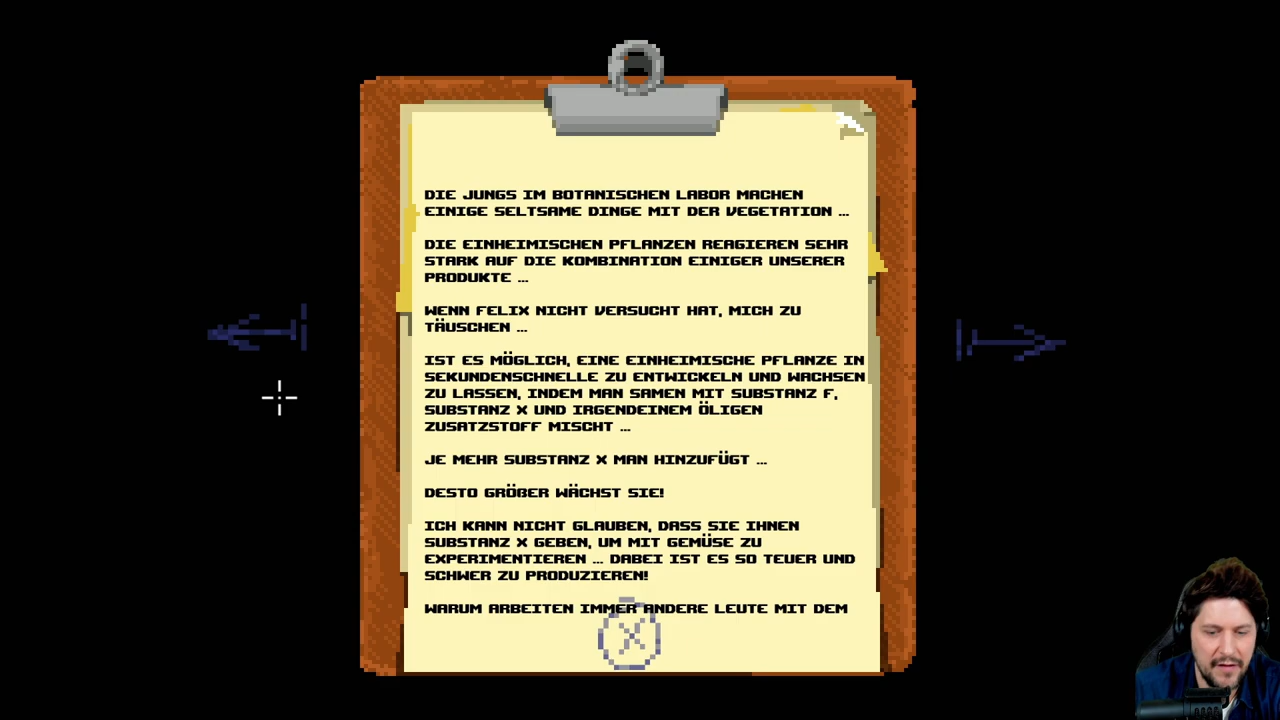 DIE JUNGS IM BOTANISCHEN LABOR MACHEN
EINIGE SELTSAME DINGE MIT DER VEGETATION ...
DIE EINHEIMISCHEN PFLANZEN REAGIEREN SEHR
STARK AUF DIE KOMBINATION EINIGER UNSERER
PRODUKTE ...
WENN FELIX NICHT VERSUCHT HAT, MICH ZU
TÄUSCHEN ...
IST ES MÖGLICH, EINE EINHEIMISCHE PFLANZE IN
SEKUNDENSCHNELLE ZU ENTWICKELN UND WACHSEN
ZU LASSEN, INDEM MAN SAMEN MIT SUBSTANZ F,
SUBSTANZ X UND IRGENDEINEM ÖLIGEN
ZUSATZSTOFF MISCHT ...
JE MEHR SUBSTANZ X MAN HINZUFÜGT ...
DESTO GRÖßER WÄCHST SIE!
ICH KANN NICHT GLAUBEN, DASS SIE IHNEN
SUBSTANZ X GEBEN, UM MIT GEMÜSE ZU
EXPERIMENTIEREN ... DABEI IST ES SO TEUER UND
SCHWER ZU PRODUZIEREN!
WARUM ARBEITEN IMMER ANDERE LEUTE MIT DEM